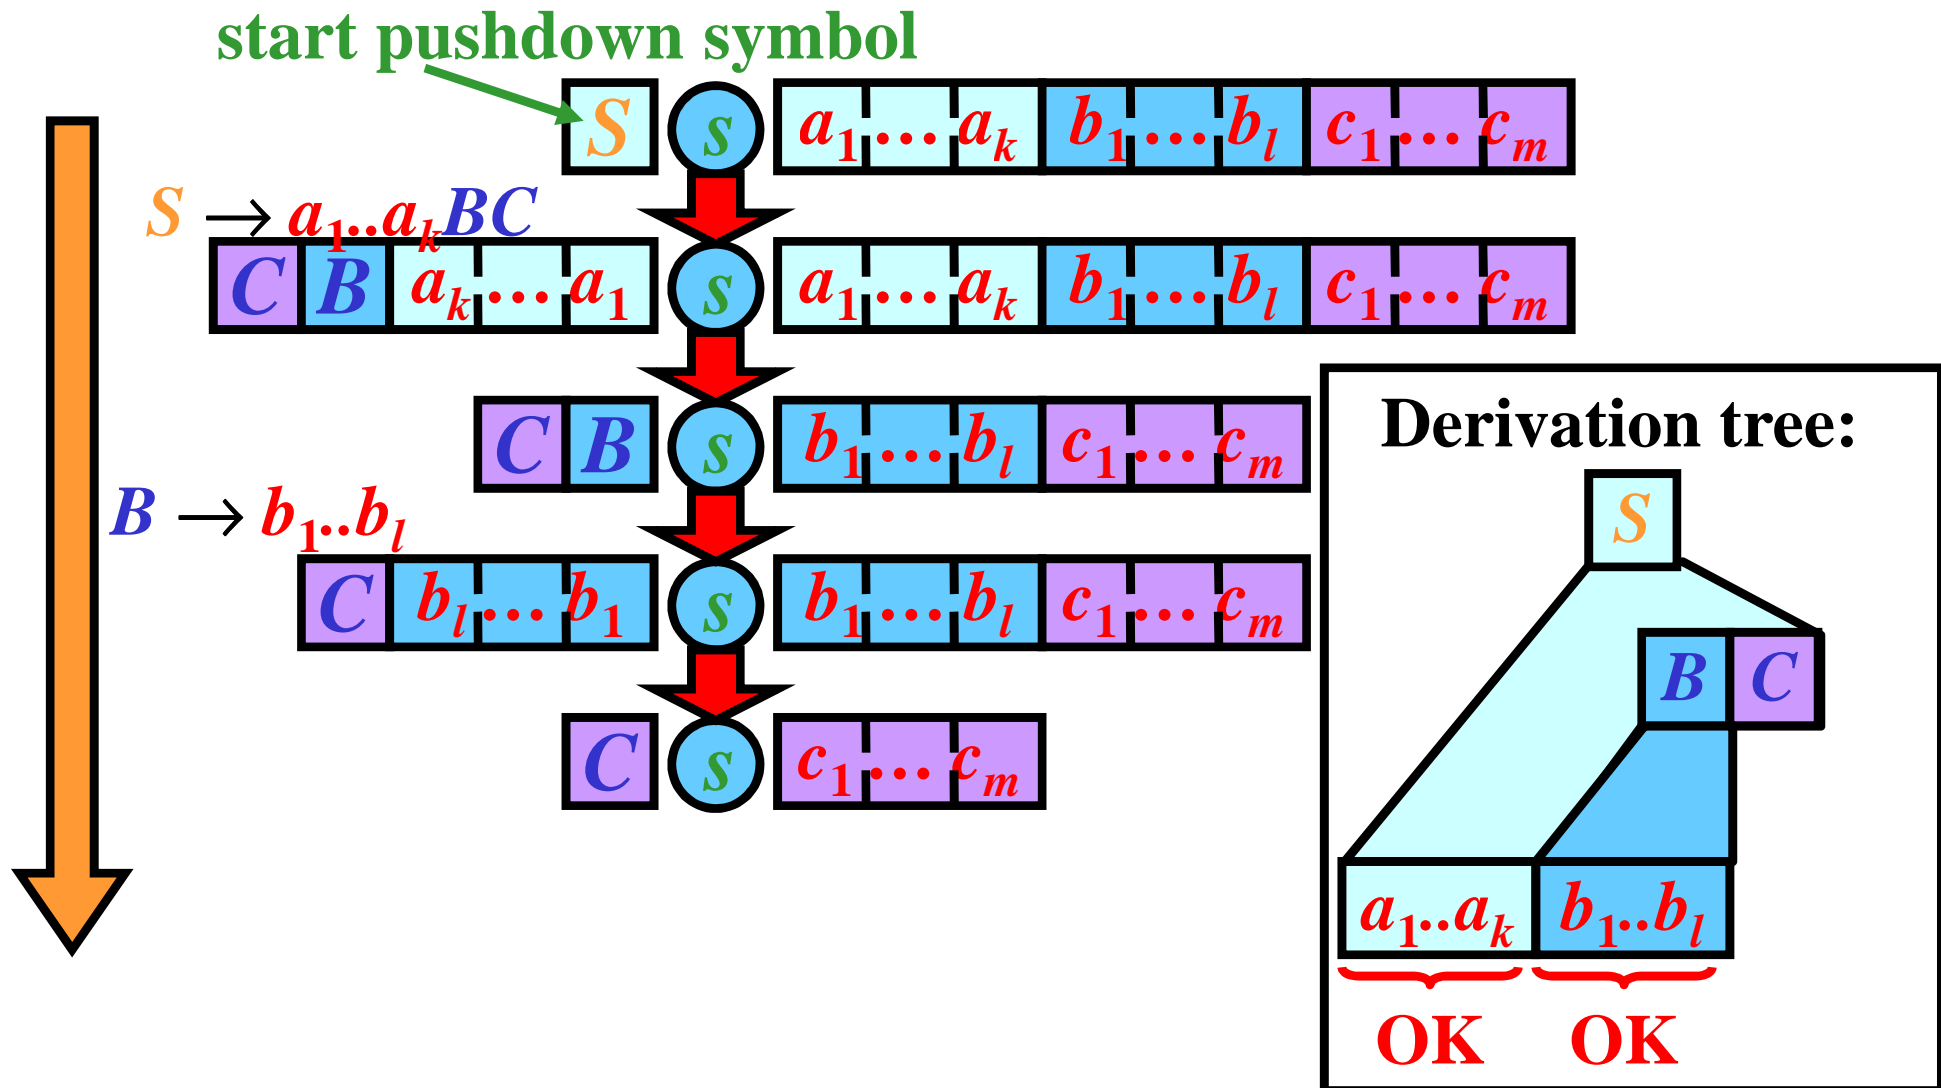 start pushdown symbol
S s a₁ … aₖ b₁ … bₗ c₁ … cₘ
S → a₁..aₖBC
C B aₖ … a₁ s a₁ … aₖ b₁ … bₗ c₁ … cₘ
C B s b₁ … bₗ c₁ … cₘ
B → b₁..bₗ
C bₗ … b₁ s b₁ … bₗ c₁ … cₘ
C s c₁ … cₘ
Derivation tree:
S
B C
a₁..aₖ b₁..bₗ
OK OK